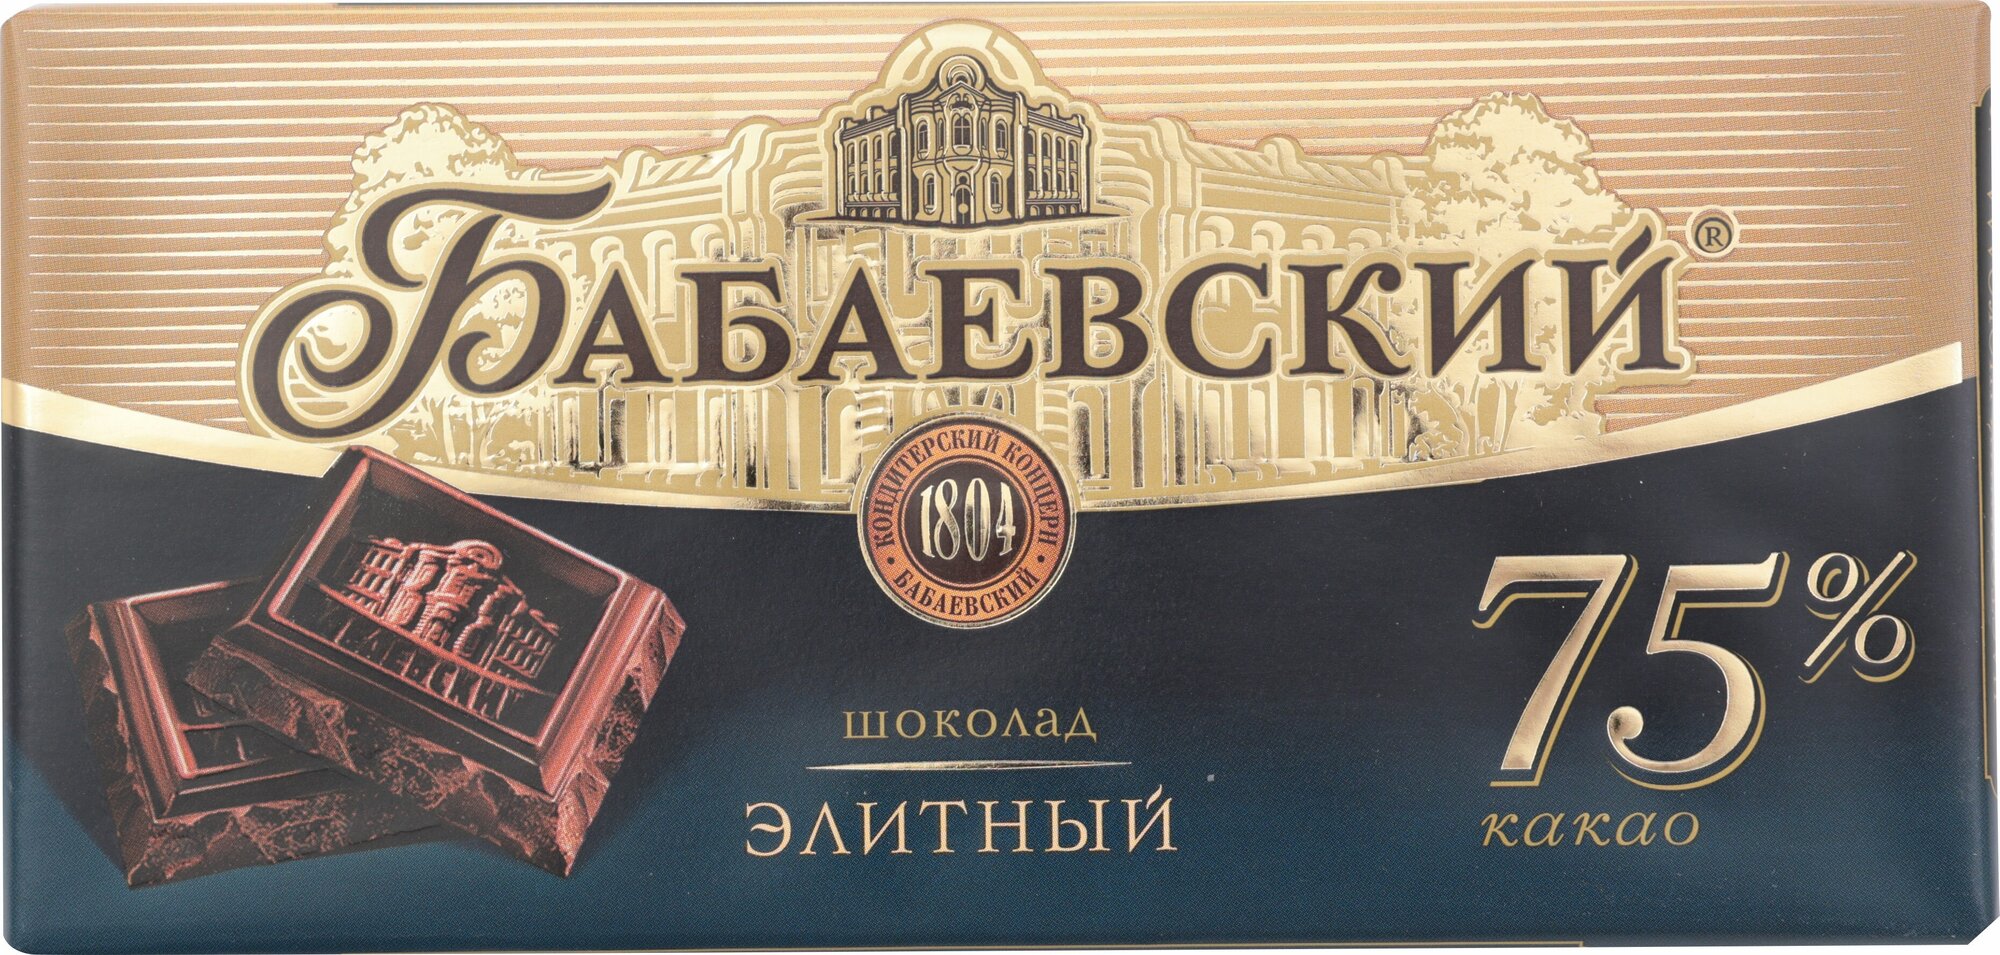 БАБАЕВСКИЙ®
КОНДИТЕРСКИЙ КОНЦЕРН
1804
• БАБАЕВСКИЙ •
шоколад
ЭЛИТНЫЙ
75%
какао